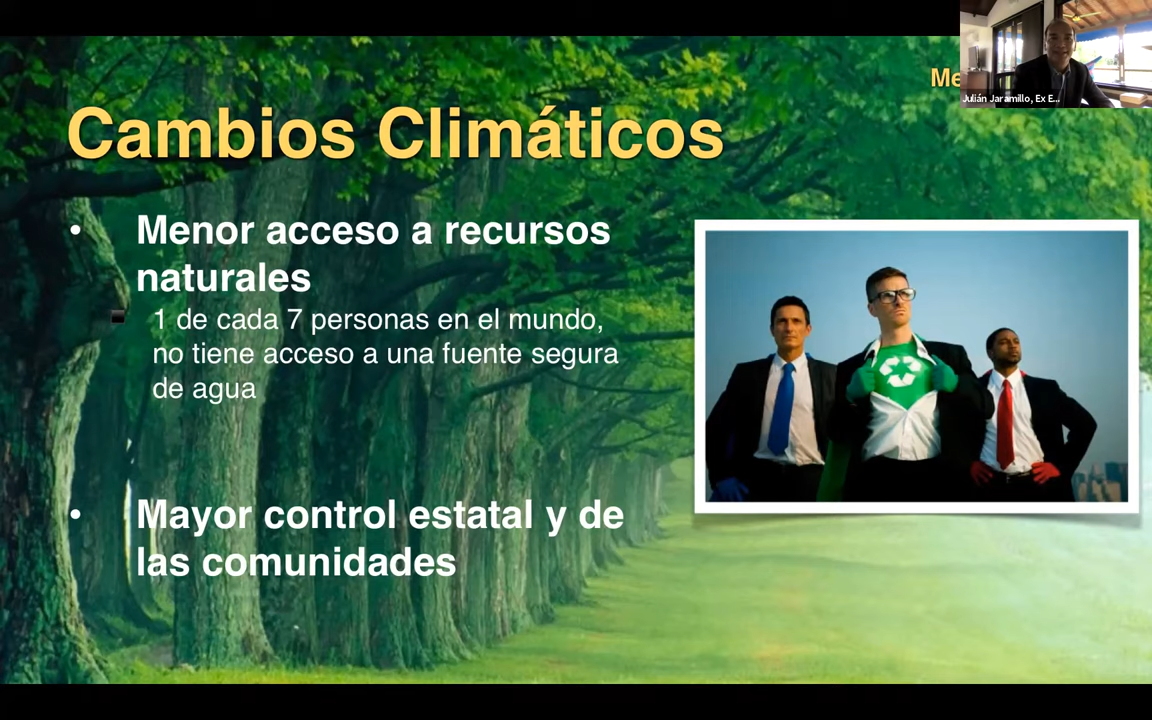 Julián Jaramillo, Ex E...
Cambios Climáticos
• Menor acceso a recursos
naturales
1 de cada 7 personas en el mundo,
no tiene acceso a una fuente segura
de agua
• Mayor control estatal y de
las comunidades